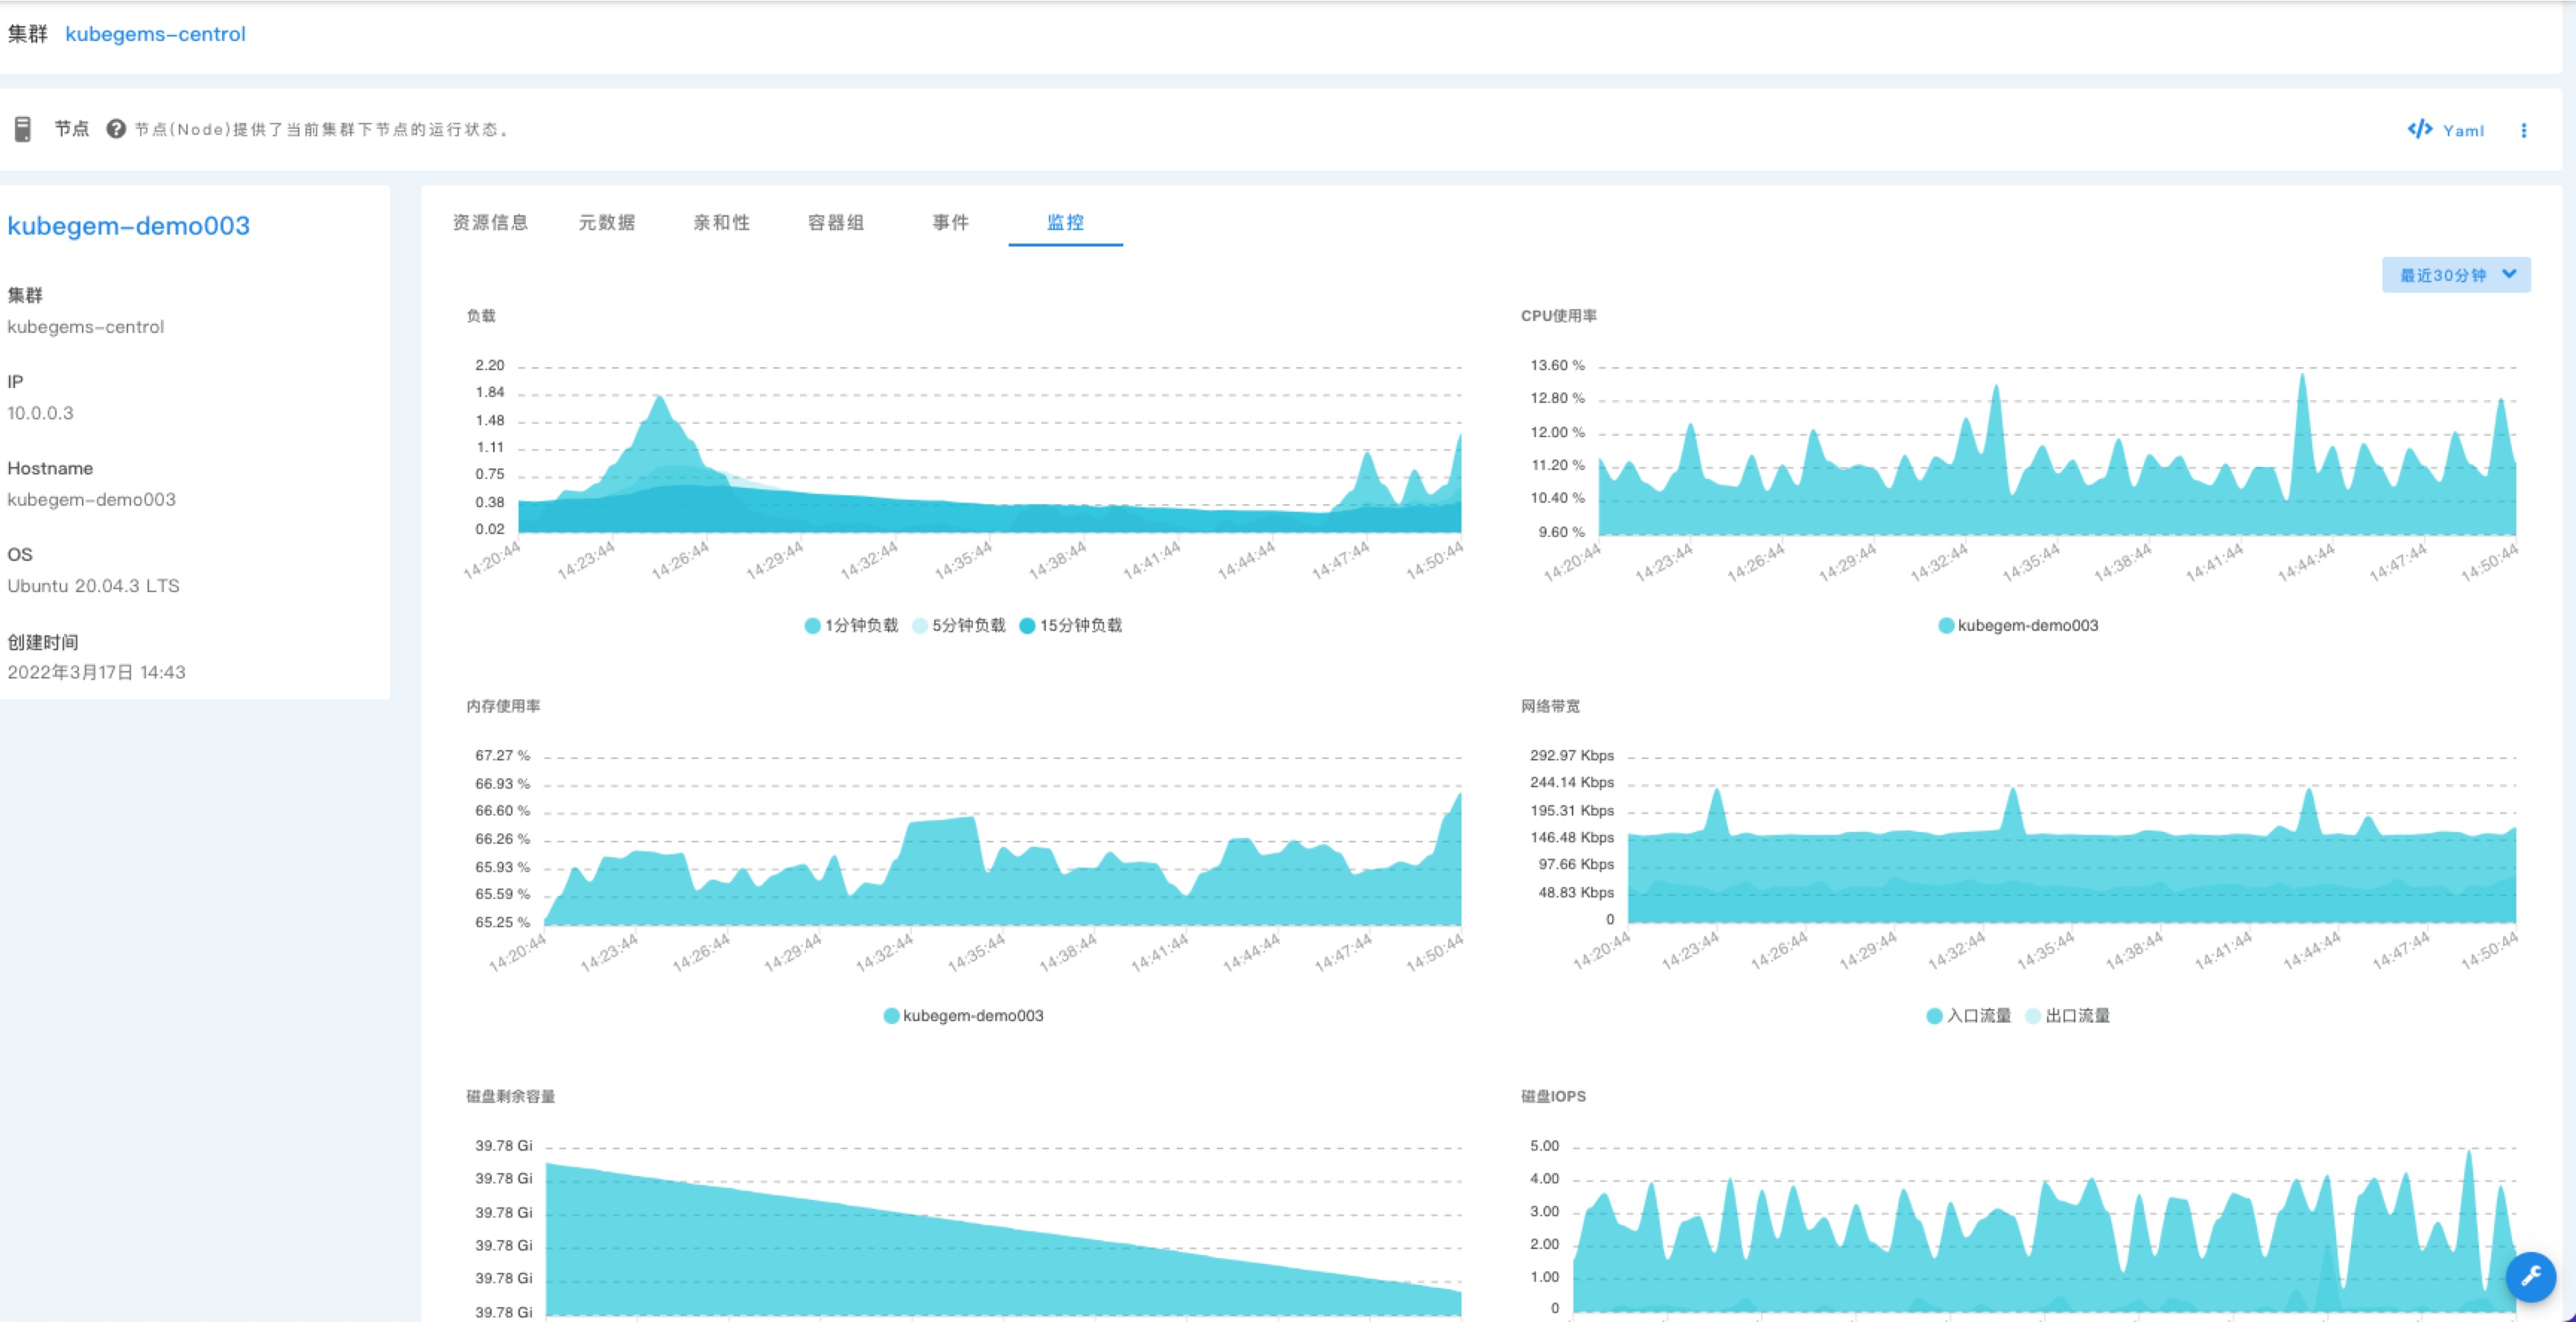 集群 kubegems-centrol
节点 节点(Node)提供了当前集群下节点的运行状态。
Yaml
kubegem-demo003
集群
kubegems-centrol
IP
10.0.0.3
Hostname
kubegem-demo003
OS
Ubuntu 20.04.3 LTS
创建时间
2022年3月17日 14:43
资源信息 元数据 亲和性 容器组 事件 监控
最近30分钟
负载
2.20
1.84
1.48
1.11
0.75
0.38
0.02
14:20:44 14:23:44 14:26:44 14:29:44 14:32:44 14:35:44 14:38:44 14:41:44 14:44:44 14:47:44 14:50:44
1分钟负载 5分钟负载 15分钟负载
CPU使用率
13.60 %
12.80 %
12.00 %
11.20 %
10.40 %
9.60 %
14:20:44 14:23:44 14:26:44 14:29:44 14:32:44 14:35:44 14:38:44 14:41:44 14:44:44 14:47:44 14:50:44
kubegem-demo003
内存使用率
67.27 %
66.93 %
66.60 %
66.26 %
65.93 %
65.59 %
65.25 %
14:20:44 14:23:44 14:26:44 14:29:44 14:32:44 14:35:44 14:38:44 14:41:44 14:44:44 14:47:44 14:50:44
kubegem-demo003
网络带宽
292.97 Kbps
244.14 Kbps
195.31 Kbps
146.48 Kbps
97.66 Kbps
48.83 Kbps
0
14:20:44 14:23:44 14:26:44 14:29:44 14:32:44 14:35:44 14:38:44 14:41:44 14:44:44 14:47:44 14:50:44
入口流量 出口流量
磁盘剩余容量
39.78 Gi
39.78 Gi
39.78 Gi
39.78 Gi
39.78 Gi
39.78 Gi
磁盘IOPS
5.00
4.00
3.00
2.00
1.00
0